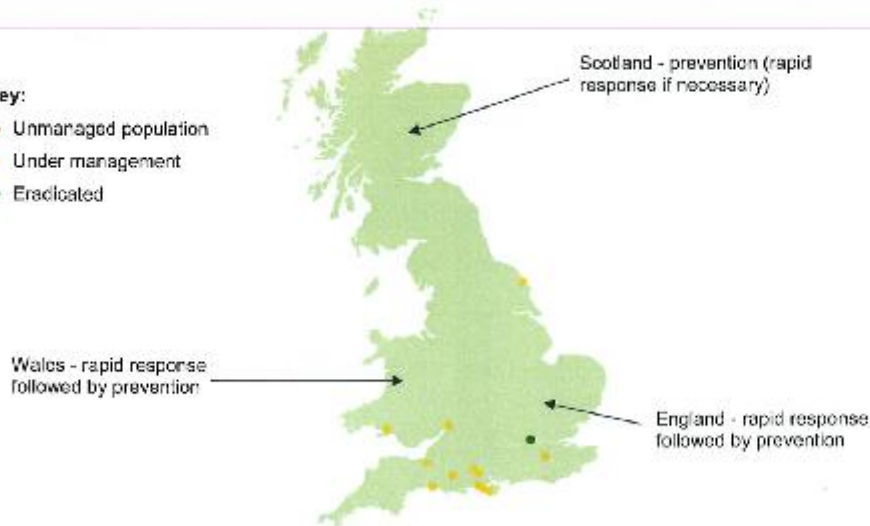 Scotland - prevention (rapid
response if necessary)
ey:
Unmanaged population
Under management
Eradicated
Wales - rapid response
followed by prevention
England - rapid response
followed by prevention